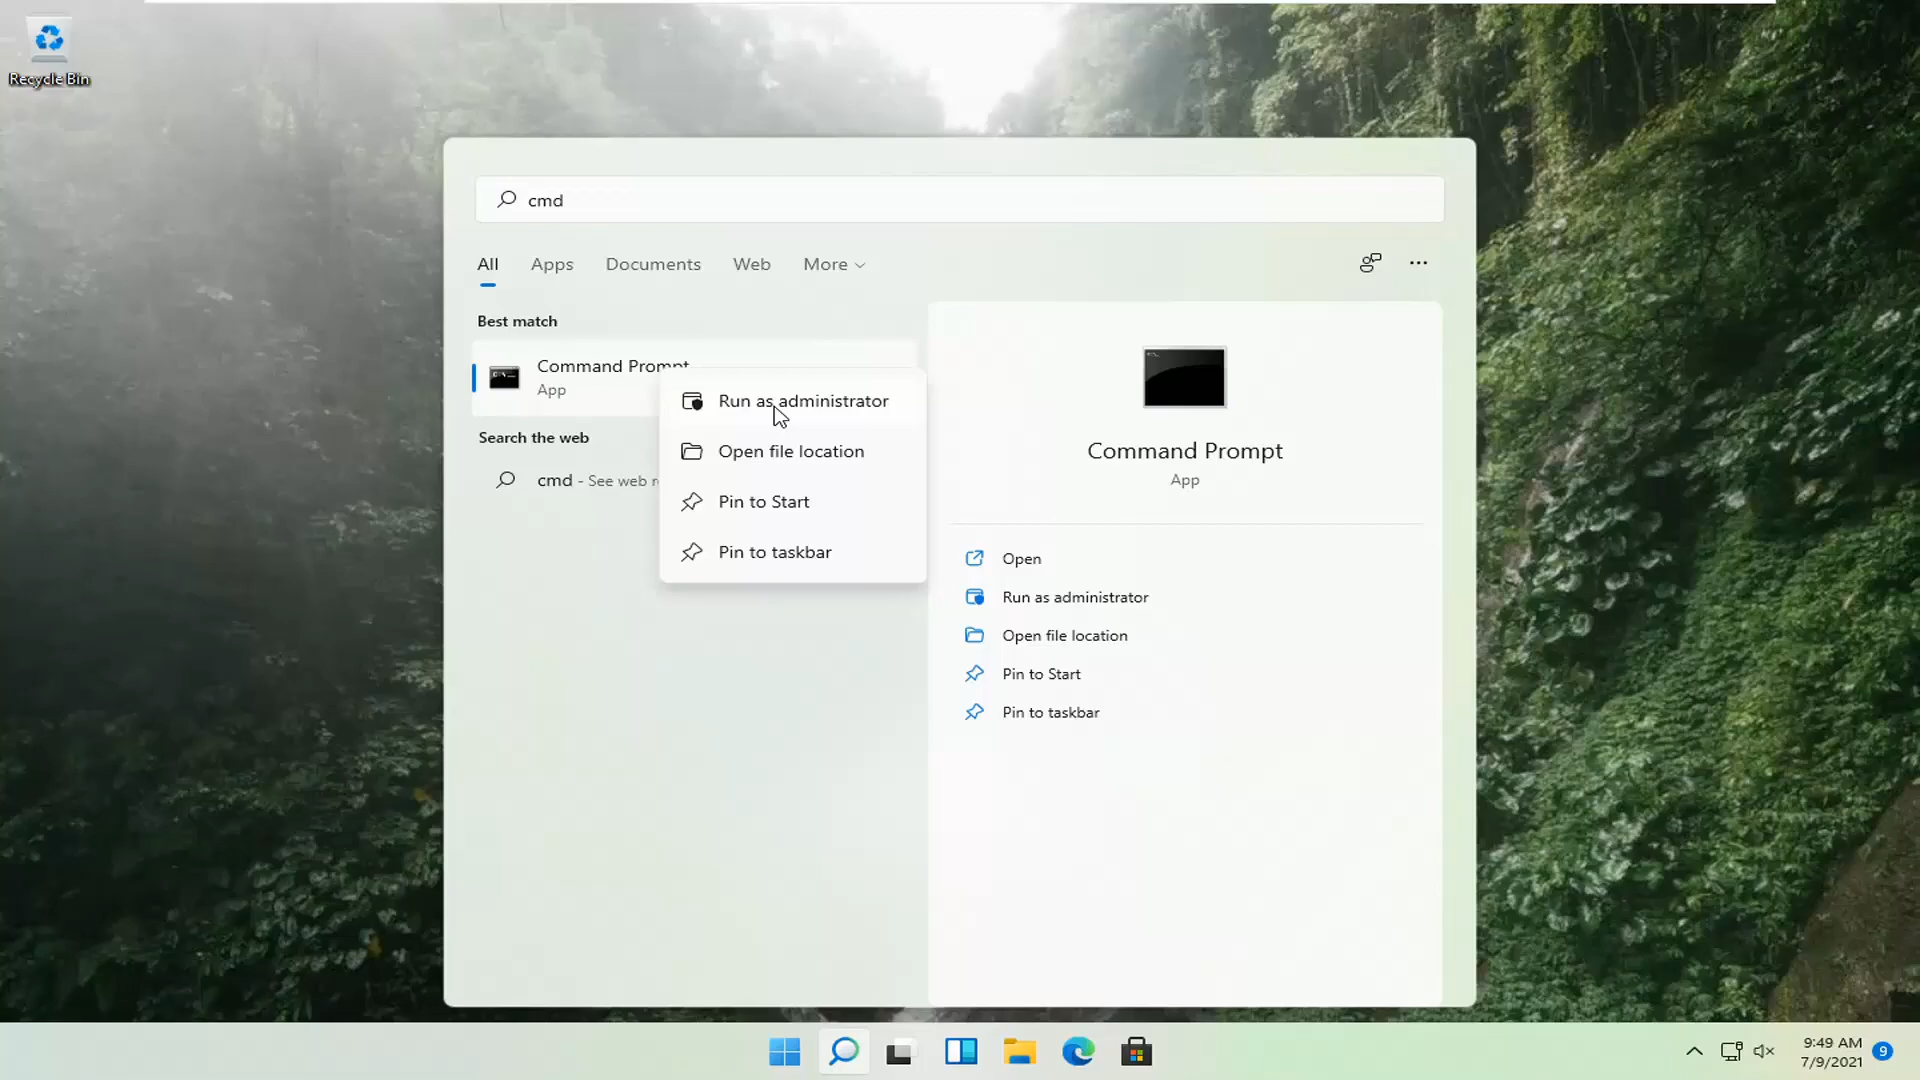 Recycle Bin
cmd
All Apps Documents Web More
Best match
Command Prompt
App
Run as administrator
Open file location
Pin to Start
Pin to taskbar
Search the web
cmd - See web r
Command Prompt
App
Open
Run as administrator
Open file location
Pin to Start
Pin to taskbar
9:49 AM
7/9/2021
9